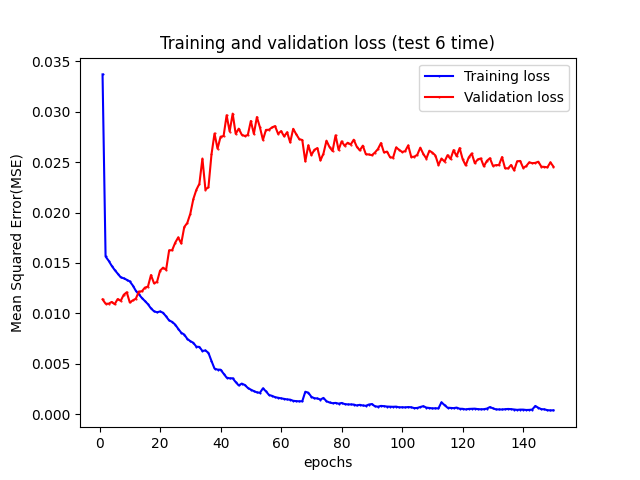 Training and validation loss (test 6 time)
Training loss
Validation loss
Mean Squared Error(MSE)
0.035
0.030
0.025
0.020
0.015
0.010
0.005
0.000
0 20 40 60 80 100 120 140
epochs